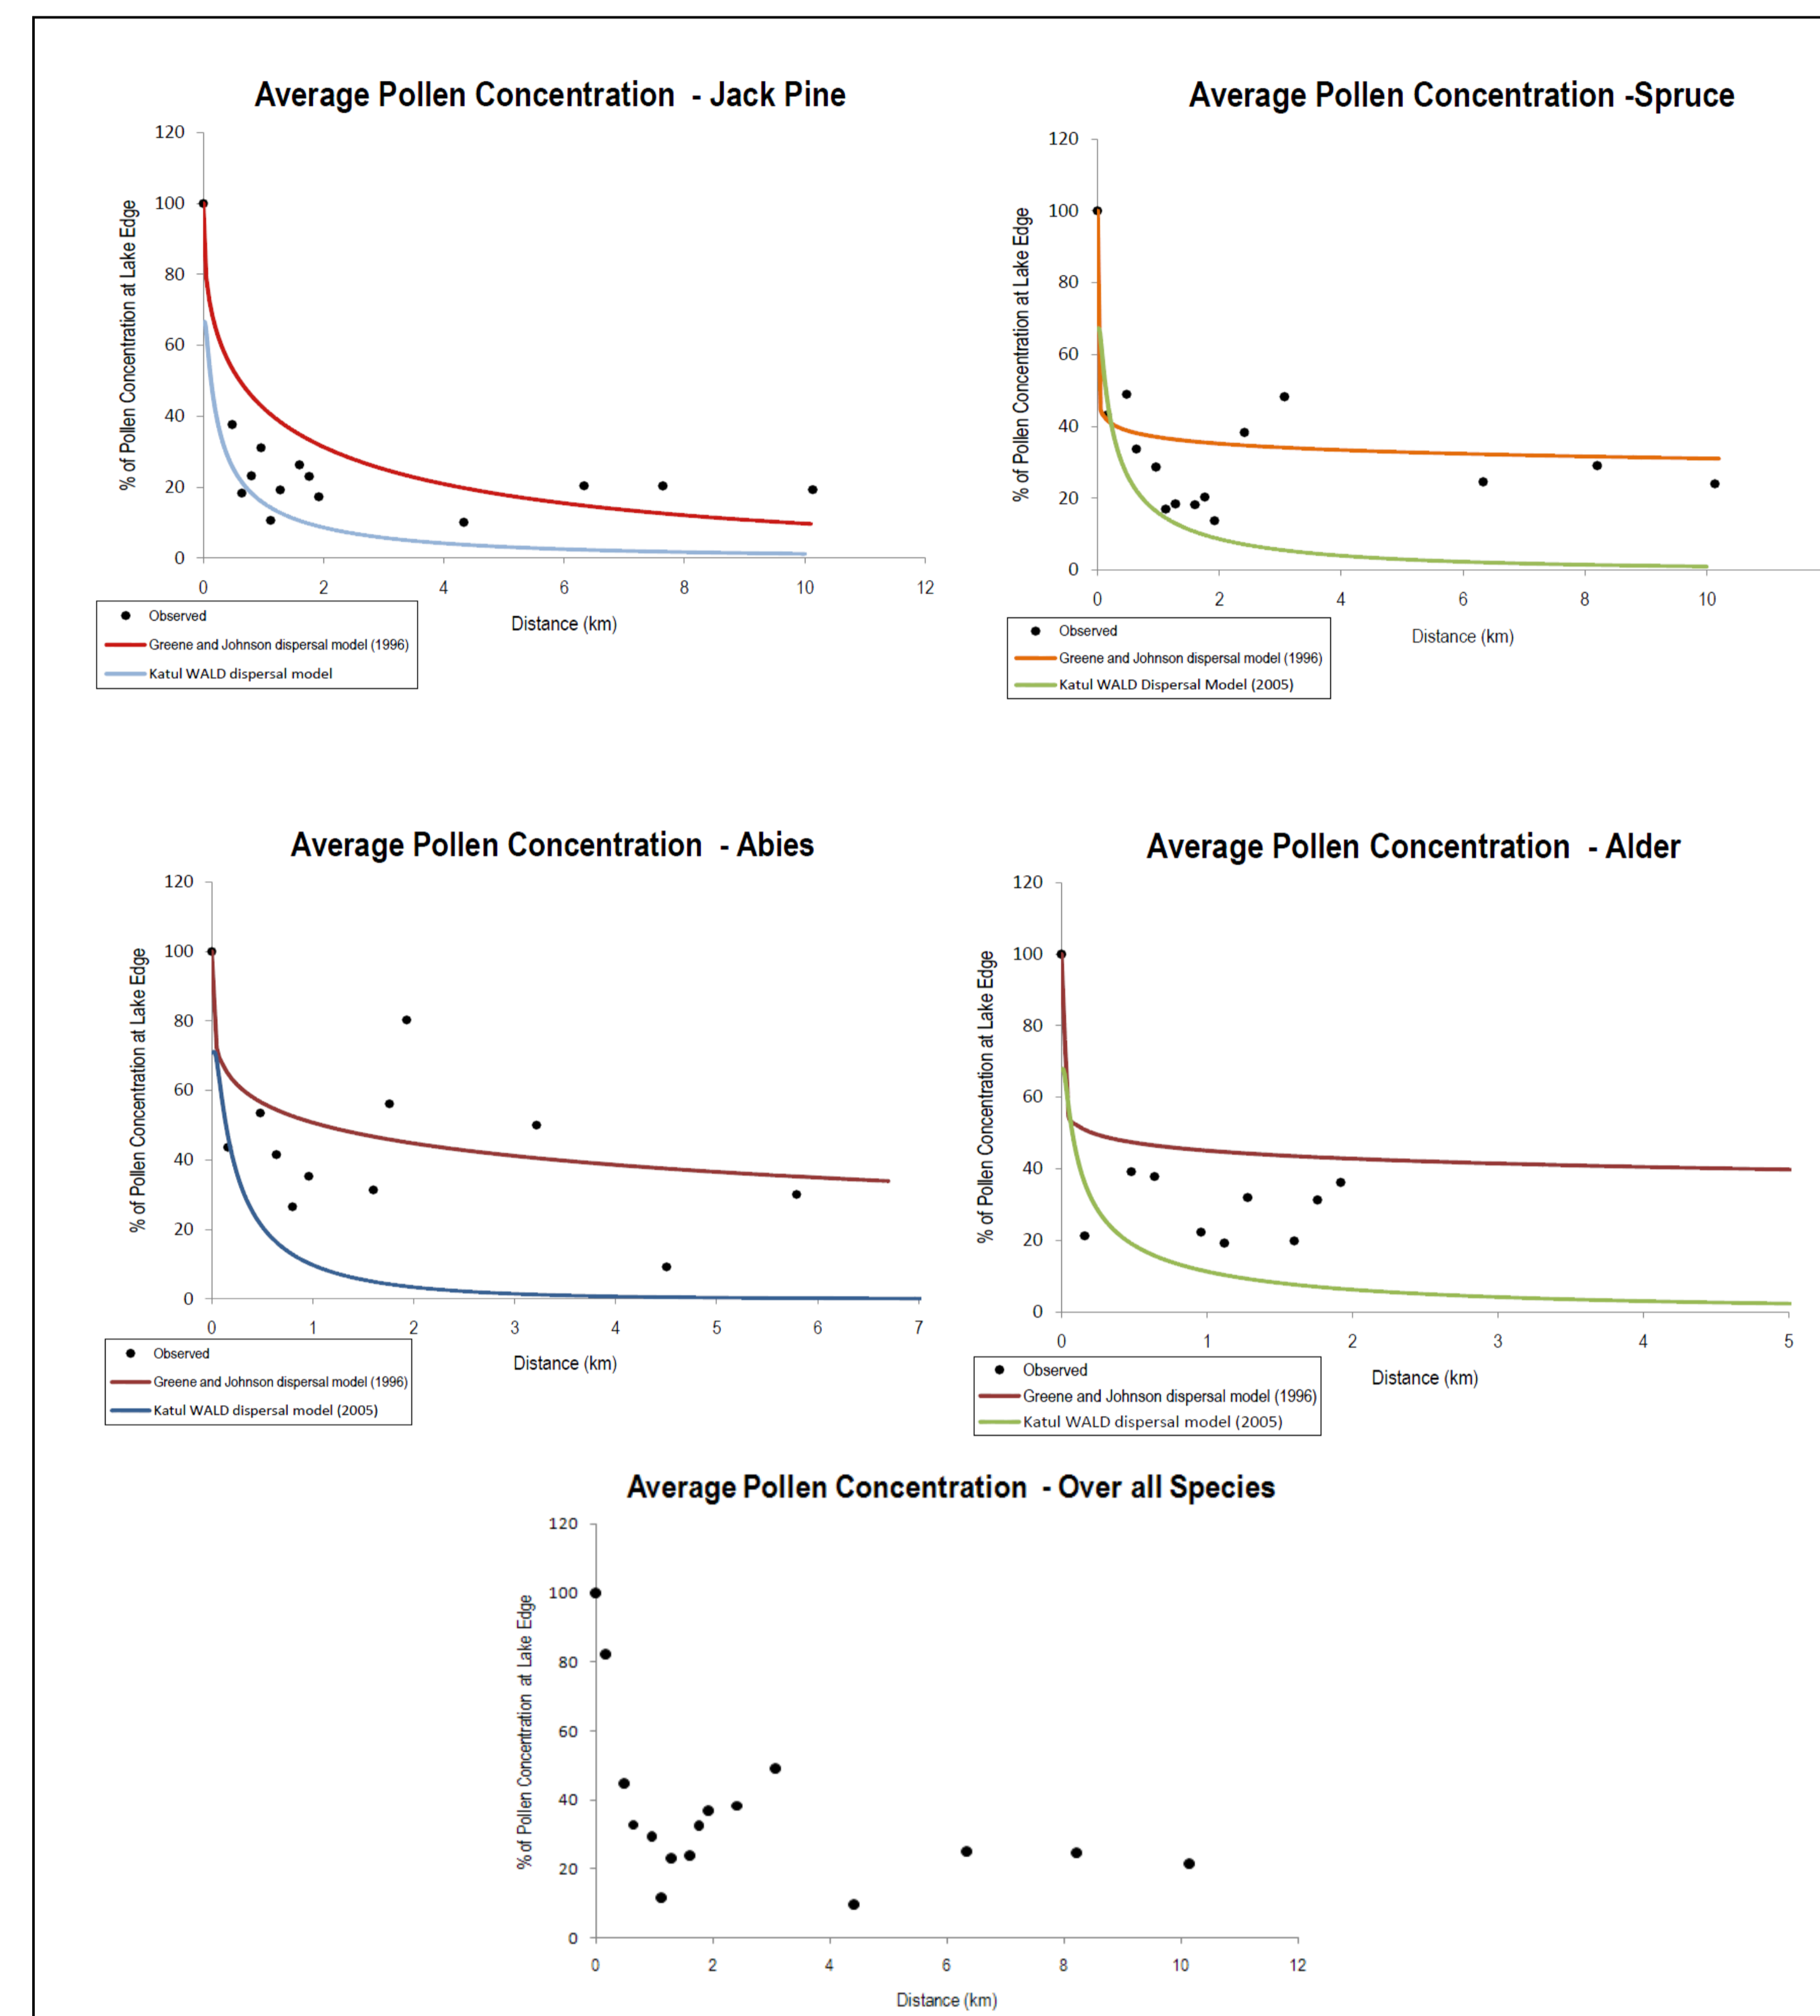 Average Pollen Concentration - Jack Pine
% of Pollen Concentration at Lake Edge
120
100
80
60
40
20
0
0 2 4 6 8 10 12
Distance (km)
Observed
Greene and Johnson dispersal model (1996)
Katul WALD dispersal model
Average Pollen Concentration -Spruce
% of Pollen Concentration at Lake Edge
120
100
80
60
40
20
0
0 2 4 6 8 10
Distance (km)
Observed
Greene and Johnson dispersal model (1996)
Katul WALD Dispersal Model (2005)
Average Pollen Concentration - Abies
% of Pollen Concentration at Lake Edge
120
100
80
60
40
20
0
0 1 2 3 4 5 6 7
Distance (km)
Observed
Greene and Johnson dispersal model (1996)
Katul WALD dispersal model (2005)
Average Pollen Concentration - Alder
% of Pollen Concentration at Lake Edge
120
100
80
60
40
20
0
0 1 2 3 4 5
Distance (km)
Observed
Greene and Johnson dispersal model (1996)
Katul WALD dispersal model (2005)
Average Pollen Concentration - Over all Species
% of Pollen Concentration at Lake Edge
120
100
80
60
40
20
0
0 2 4 6 8 10 12
Distance (km)